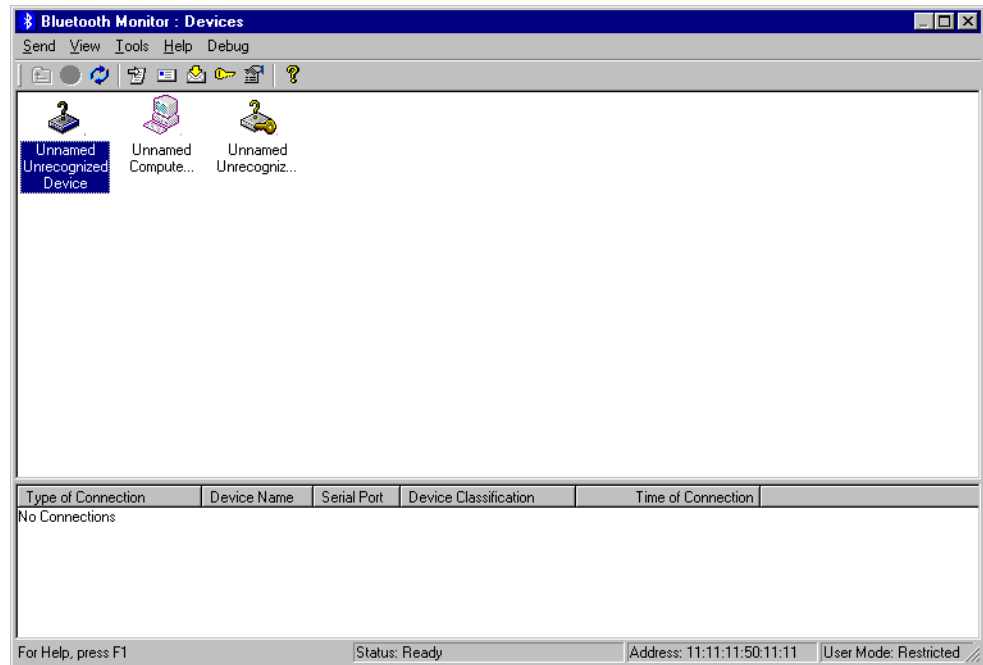 Bluetooth Monitor : Devices
Send View Tools Help Debug
Unnamed Unrecognized Device
Unnamed Compute...
Unnamed Unrecogniz...
Type of Connection Device Name Serial Port Device Classification Time of Connection
No Connections
For Help, press F1 Status: Ready Address: 11:11:11:50:11:11 User Mode: Restricted